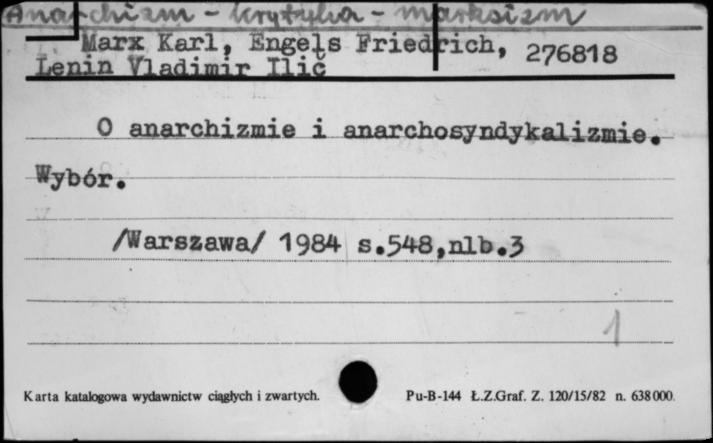 Anarchizm - krytyka - marksizm
Marx Karl, Engels Friedrich, 276818
Lenin Vladimir Ilič
O anarchizmie i anarchosyndykalizmie.
Wybór.
/Warszawa/ 1984 s.548,nlb.3
1
Karta katalogowa wydawnictw ciągłych i zwartych. Pu-B-144 Ł.Z.Graf. Z. 120/15/82 n. 638000.